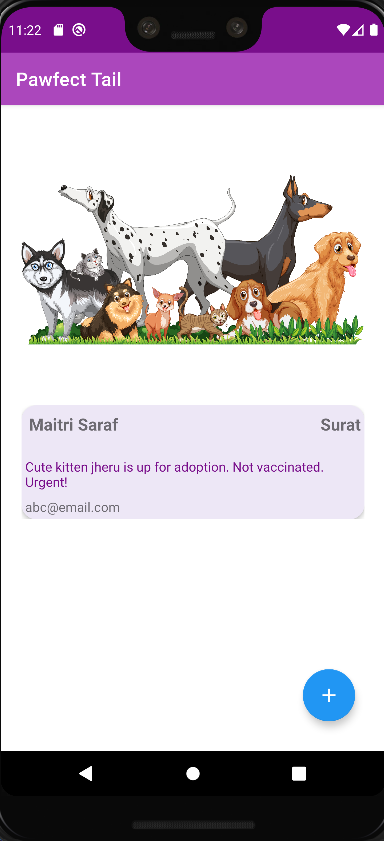 11:22
Pawfect Tail
Maitri Saraf
Surat
Cute kitten jheru is up for adoption. Not vaccinated.
Urgent!
abc@email.com